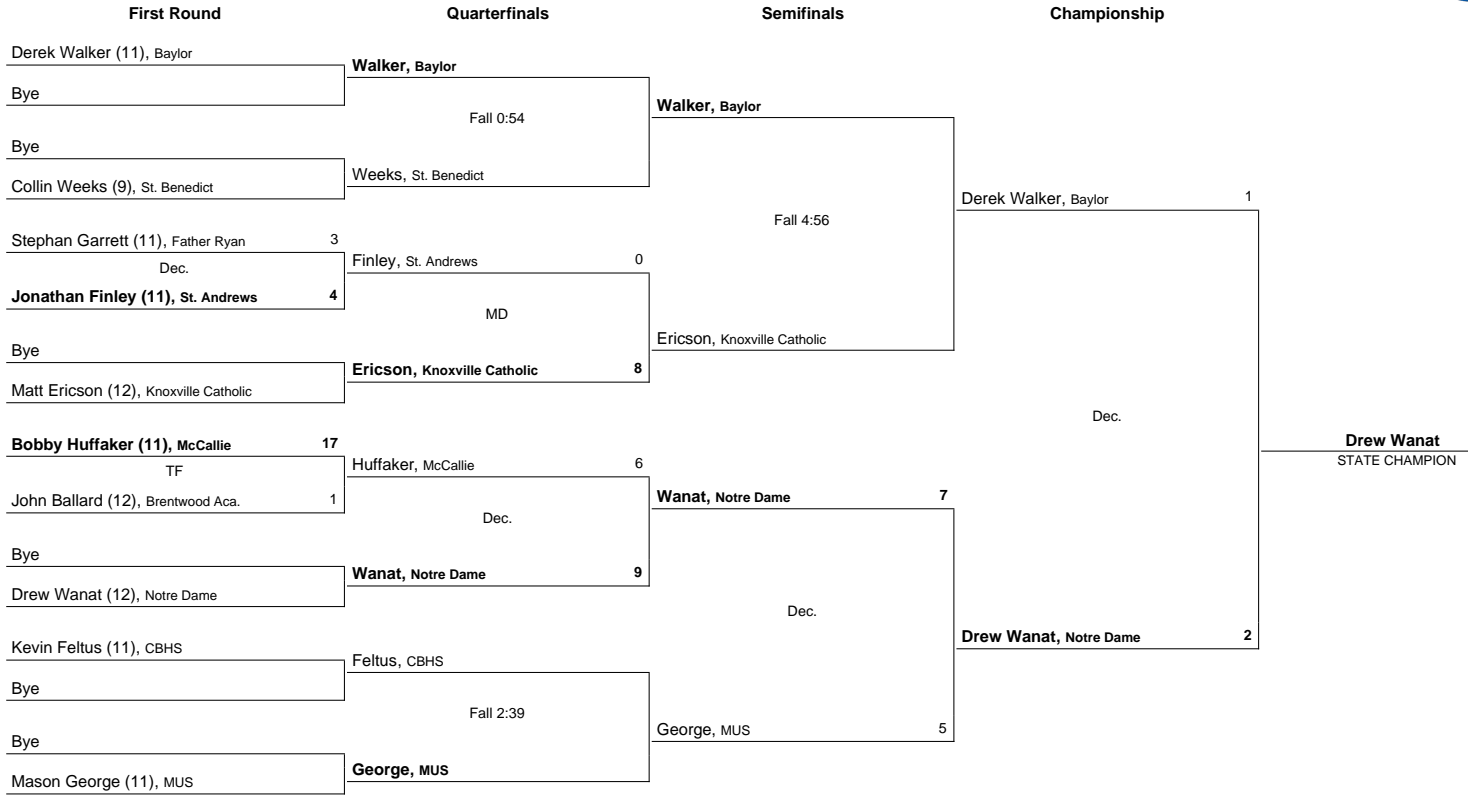 First Round Quarterfinals Semifinals Championship
Derek Walker (11), Baylor
Bye
Bye
Collin Weeks (9), St. Benedict
Stephan Garrett (11), Father Ryan 3
Dec.
Jonathan Finley (11), St. Andrews 4
Bye
Matt Ericson (12), Knoxville Catholic
Bobby Huffaker (11), McCallie 17
TF
John Ballard (12), Brentwood Aca. 1
Bye
Drew Wanat (12), Notre Dame
Kevin Feltus (11), CBHS
Bye
Bye
Mason George (11), MUS
Walker, Baylor
Fall 0:54
Weeks, St. Benedict
Finley, St. Andrews 0
MD
Ericson, Knoxville Catholic 8
Huffaker, McCallie 6
Dec.
Wanat, Notre Dame 9
Feltus, CBHS
Fall 2:39
George, MUS
Walker, Baylor
Fall 4:56
Ericson, Knoxville Catholic
Wanat, Notre Dame 7
Dec.
George, MUS 5
Derek Walker, Baylor 1
Dec.
Drew Wanat, Notre Dame 2
Drew Wanat
STATE CHAMPION